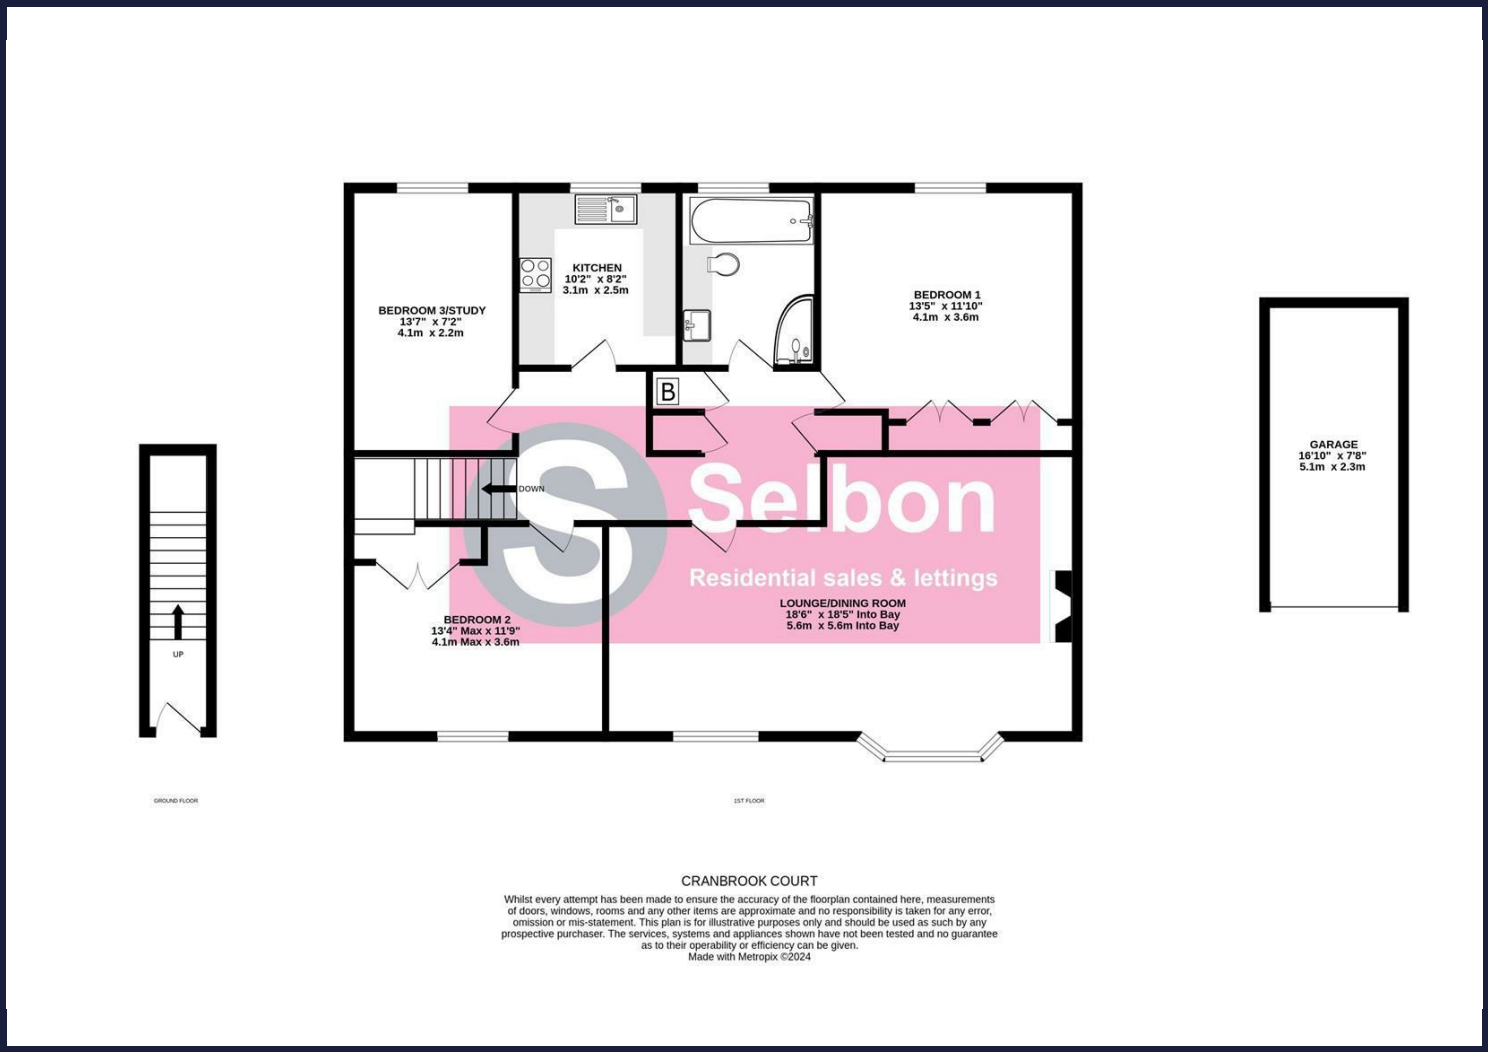 BEDROOM 3/STUDY
13'7" x 7'2"
4.1m x 2.2m
KITCHEN
10'2" x 8'2"
3.1m x 2.5m
BEDROOM 1
13'5" x 11'10"
4.1m x 3.6m
B
GARAGE
16'10" x 7'8"
5.1m x 2.3m
DOWN
S
Selbon
Residential sales & lettings
LOUNGE/DINING ROOM
18'6" x 18'5" Into Bay
5.6m x 5.6m Into Bay
BEDROOM 2
13'4" Max x 11'9"
4.1m Max x 3.6m
UP
GROUND FLOOR
1ST FLOOR
CRANBROOK COURT
Whilst every attempt has been made to ensure the accuracy of the floorplan contained here, measurements
of doors, windows, rooms and any other items are approximate and no responsibility is taken for any error,
omission or mis-statement. This plan is for illustrative purposes only and should be used as such by any
prospective purchaser. The services, systems and appliances shown have not been tested and no guarantee
as to their operability or efficiency can be given.
Made with Metropix ©2024